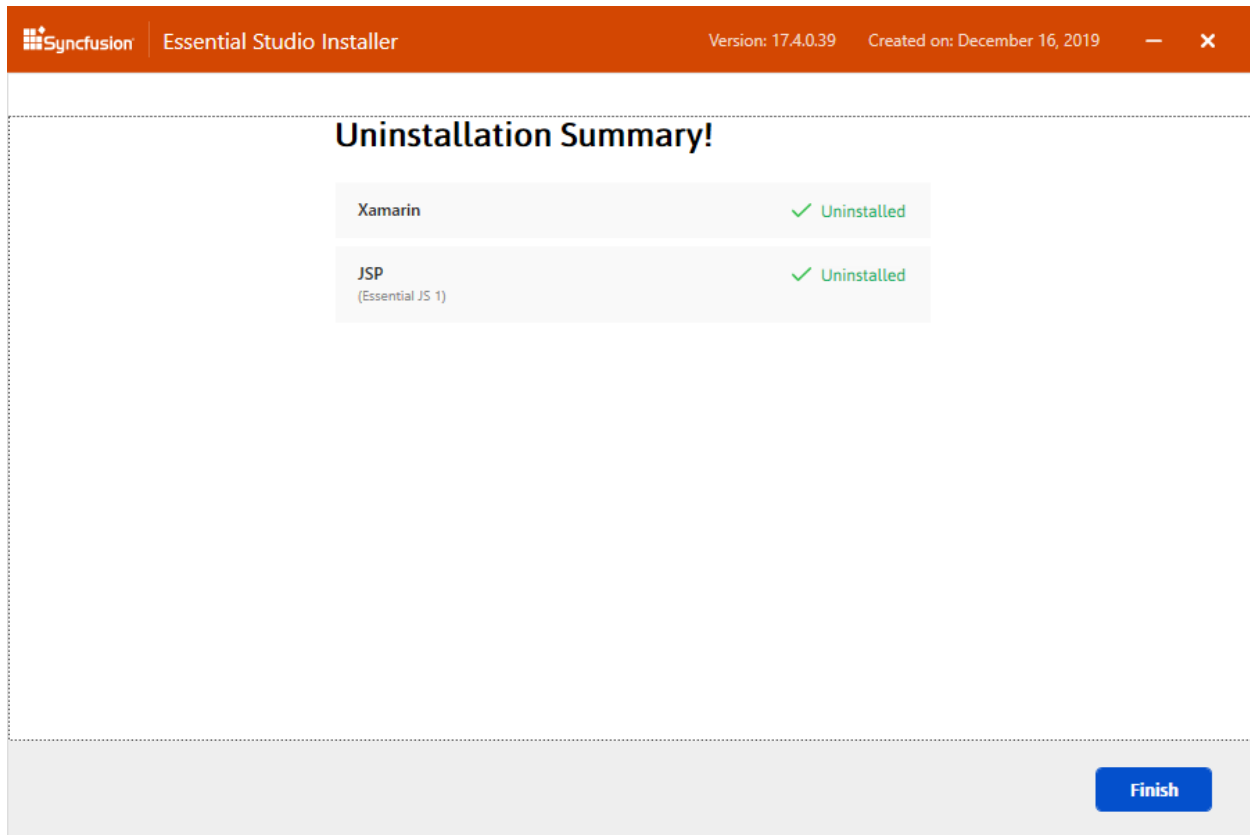 Syncfusion Essential Studio Installer Version: 17.4.0.39 Created on: December 16, 2019
Uninstallation Summary!
Xamarin Uninstalled
JSP Uninstalled
(Essential JS 1)
Finish